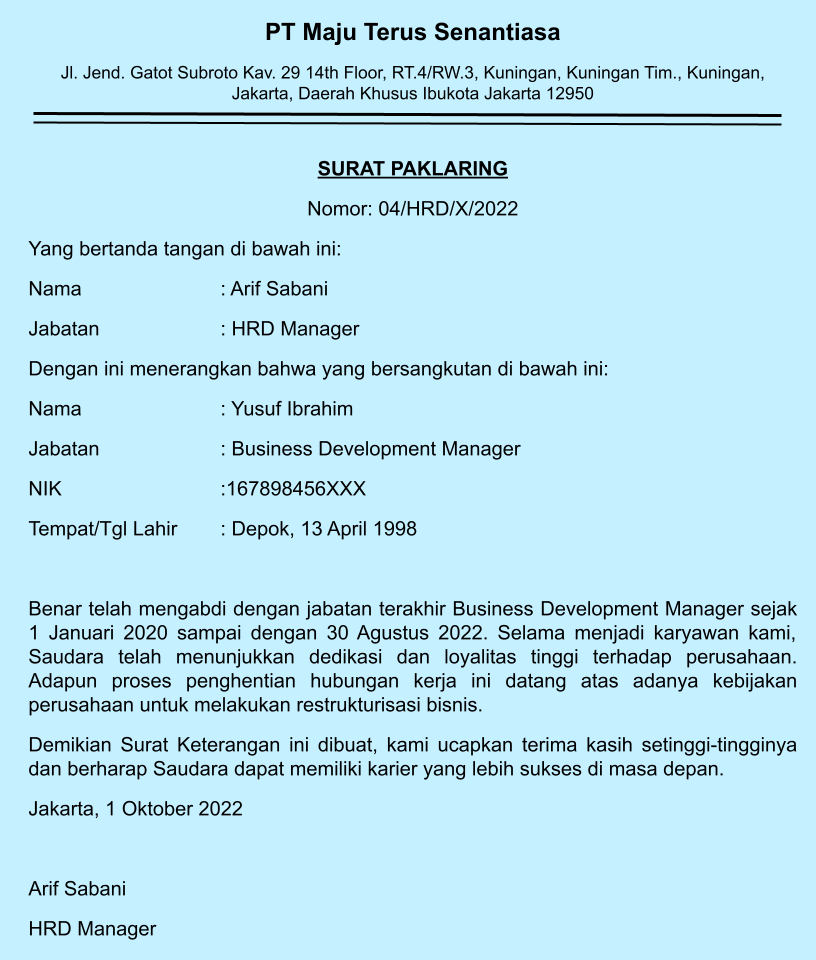 PT Maju Terus Senantiasa
Jl. Jend. Gatot Subroto Kav. 29 14th Floor, RT.4/RW.3, Kuningan, Kuningan Tim., Kuningan,
Jakarta, Daerah Khusus Ibukota Jakarta 12950
SURAT PAKLARING
Nomor: 04/HRD/X/2022
Yang bertanda tangan di bawah ini:
Nama : Arif Sabani
Jabatan : HRD Manager
Dengan ini menerangkan bahwa yang bersangkutan di bawah ini:
Nama : Yusuf Ibrahim
Jabatan : Business Development Manager
NIK :167898456XXX
Tempat/Tgl Lahir : Depok, 13 April 1998
Benar telah mengabdi dengan jabatan terakhir Business Development Manager sejak
1 Januari 2020 sampai dengan 30 Agustus 2022. Selama menjadi karyawan kami,
Saudara telah menunjukkan dedikasi dan loyalitas tinggi terhadap perusahaan.
Adapun proses penghentian hubungan kerja ini datang atas adanya kebijakan
perusahaan untuk melakukan restrukturisasi bisnis.
Demikian Surat Keterangan ini dibuat, kami ucapkan terima kasih setinggi-tingginya
dan berharap Saudara dapat memiliki karier yang lebih sukses di masa depan.
Jakarta, 1 Oktober 2022
Arif Sabani
HRD Manager